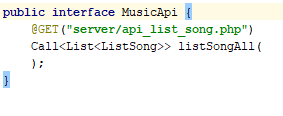 public interface MusicApi {
@GET("server/api_list_song.php")
Call<List<ListSong>> listSongAll(
);
}